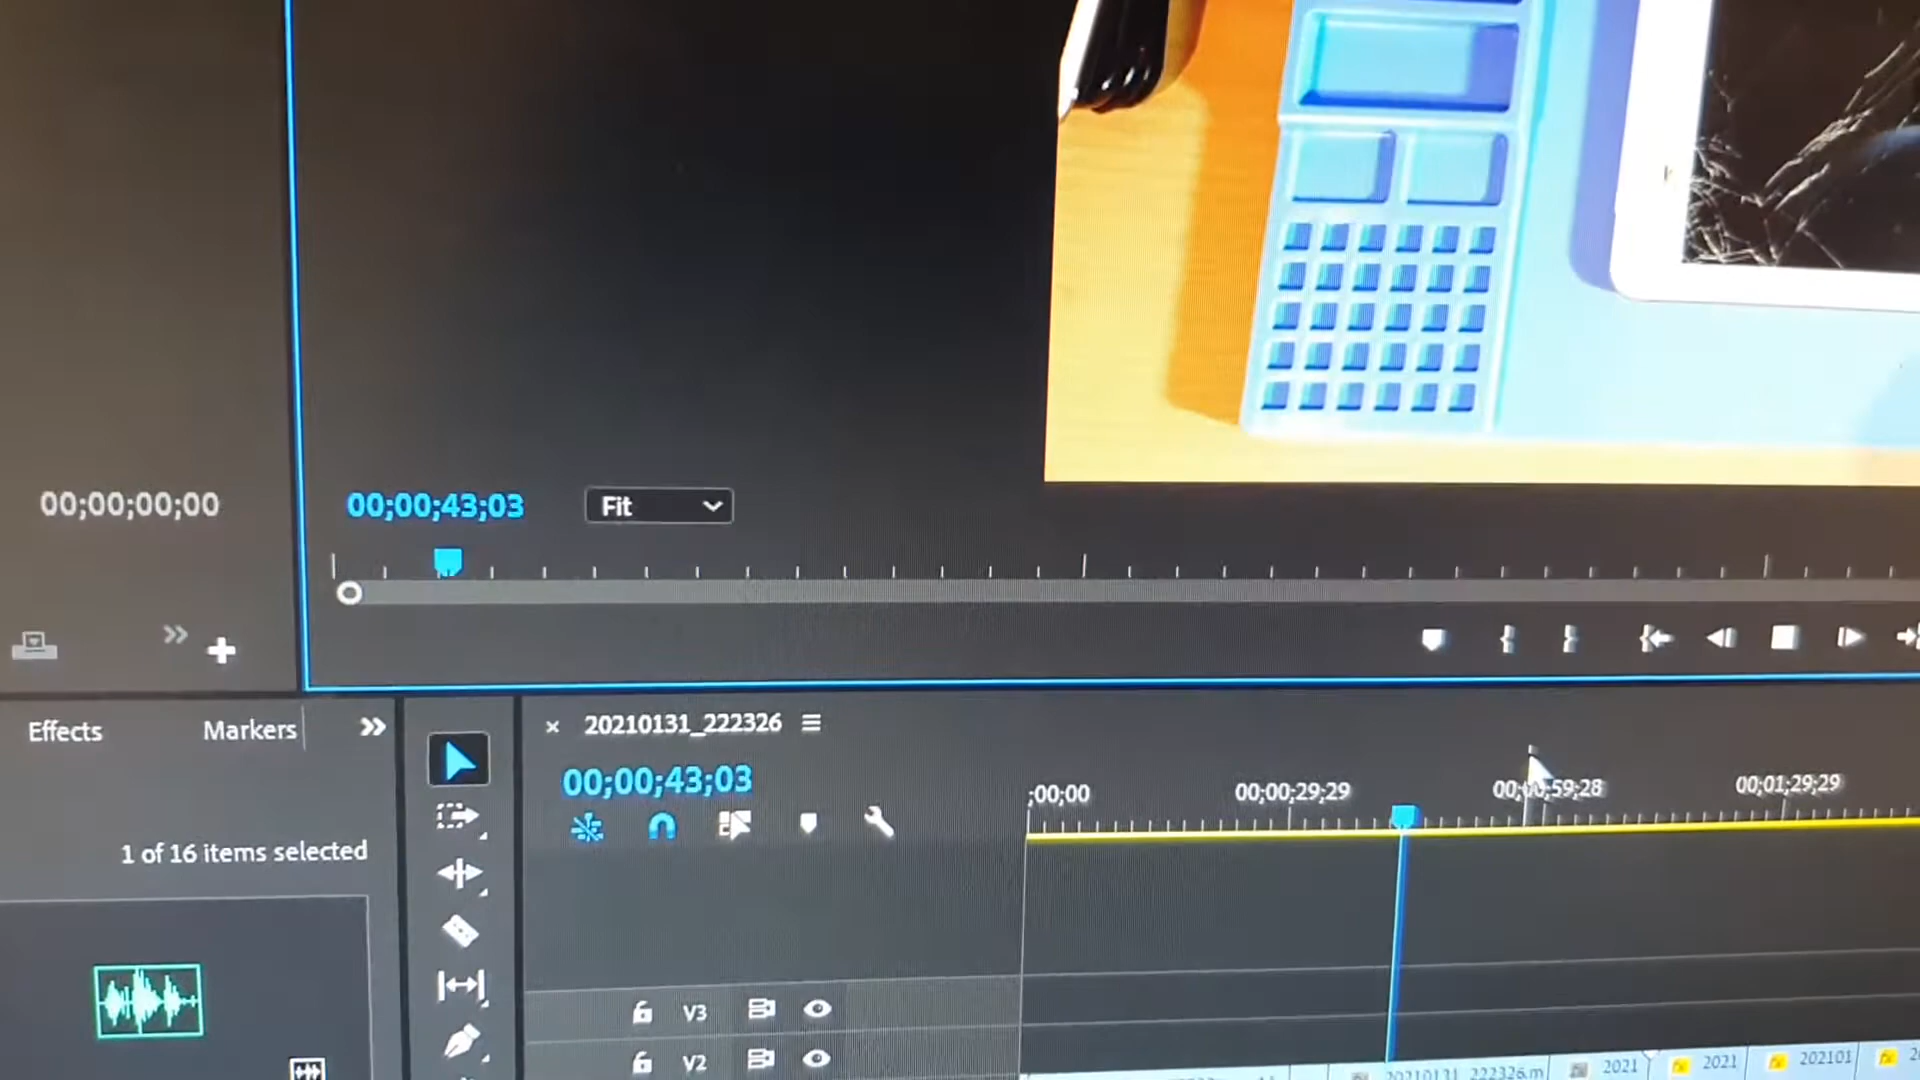 00;00;00;00
00;00;43;03
Fit
Effects
Markers
1 of 16 items selected
20210131_222326
00;00;43;03
;00;00
00;00;29;29
00;00;59;28
00;01;29;29
V3
V2
20210131_222326.m
2021
2021
202101